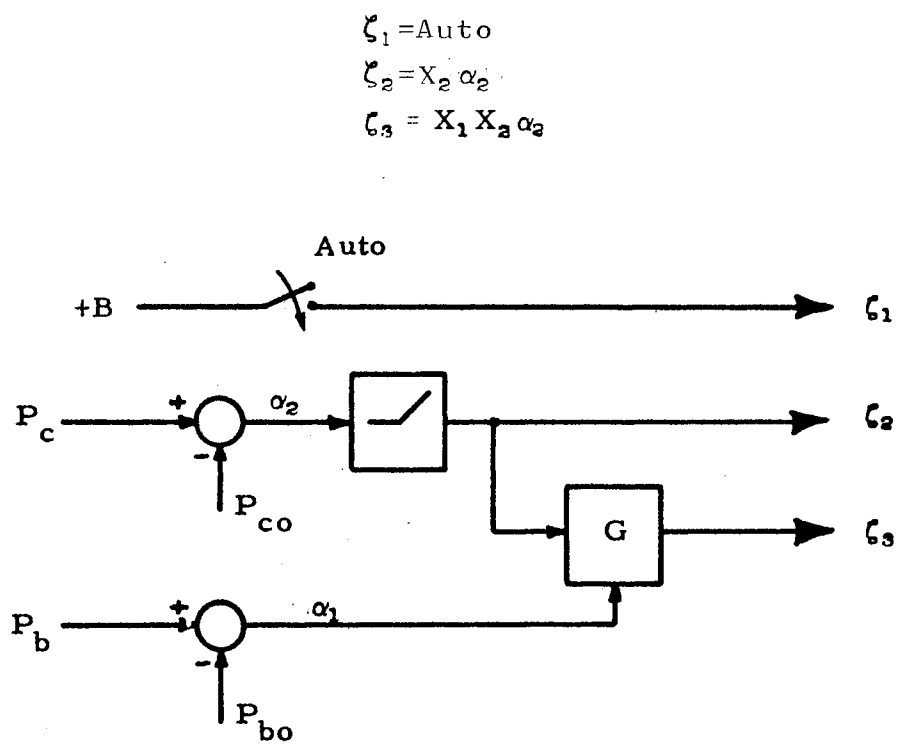 ζ₁=Auto
ζ₂=X₂ α₂
ζ₃ = X₁ X₂ α₂
Auto
+B
ζ₁
P_c
+
α₂
ζ₂
-
P_co
G
ζ₃
P_b
+
α₁
-
P_bo